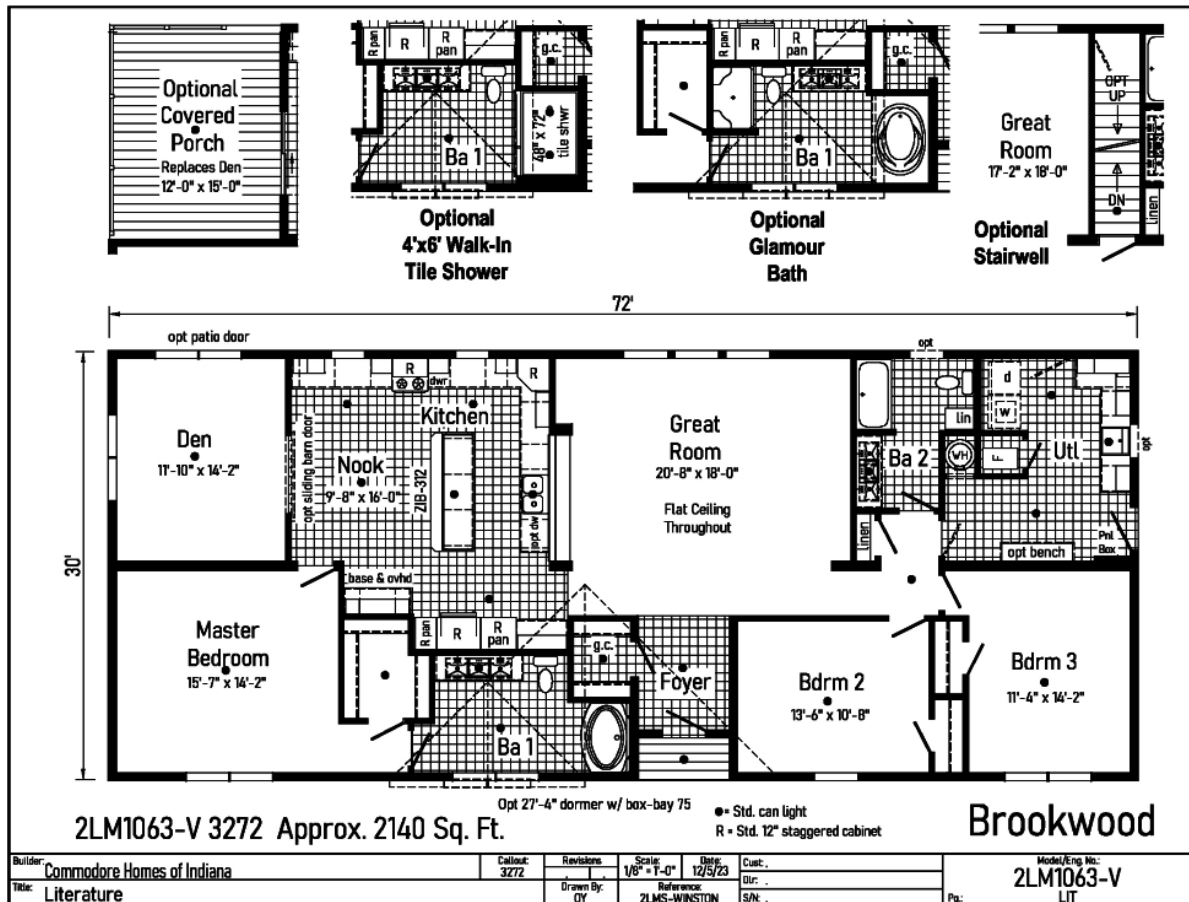 Optional
Covered
Porch
Replaces Den
12'-0" x 15'-0"
R pan
R
R
pan
g.c.
Ba 1
48" x 72"
tile shwr
Optional
4'x6' Walk-In
Tile Shower
R pan
R
R
pan
g.c.
Ba 1
Optional
Glamour
Bath
OPT
UP
Great
Room
17'-2" x 18'-0"
DN
linen
Optional
Stairwell
72'
30'
opt patio door
Den
11'-10" x 14'-2"
opt sliding barn door
R
dwr
R
Kitchen
Nook
9'-8" x 16'-0"
ZIB-312
opt dw
base & ovhd
R pan
R
R
pan
Great
Room
20'-8" x 18'-0"
Flat Ceiling
Throughout
opt
lin
Ba 2
linen
d
w
WH
F
Utl
opt
Pnl
Box
opt bench
Master
Bedroom
15'-7" x 14'-2"
Ba 1
g.c.
Foyer
Bdrm 2
13'-6" x 10'-8"
Bdrm 3
11'-4" x 14'-2"
Opt 27'-4" dormer w/ box-bay 75
●= Std. can light
R = Std. 12" staggered cabinet
2LM1063-V 3272 Approx. 2140 Sq. Ft.
Brookwood
Builder: Commodore Homes of Indiana
Callout: 3272
Revisions
Scale: 1/8" = 1'-0"
Date: 12/5/23
Cust.: .
Dlr: .
S/N: .
Model/Eng. No.:
2LM1063-V
Title: Literature
Drawn By:
Reference:
2LMS-WINSTON
Pg.: LIT